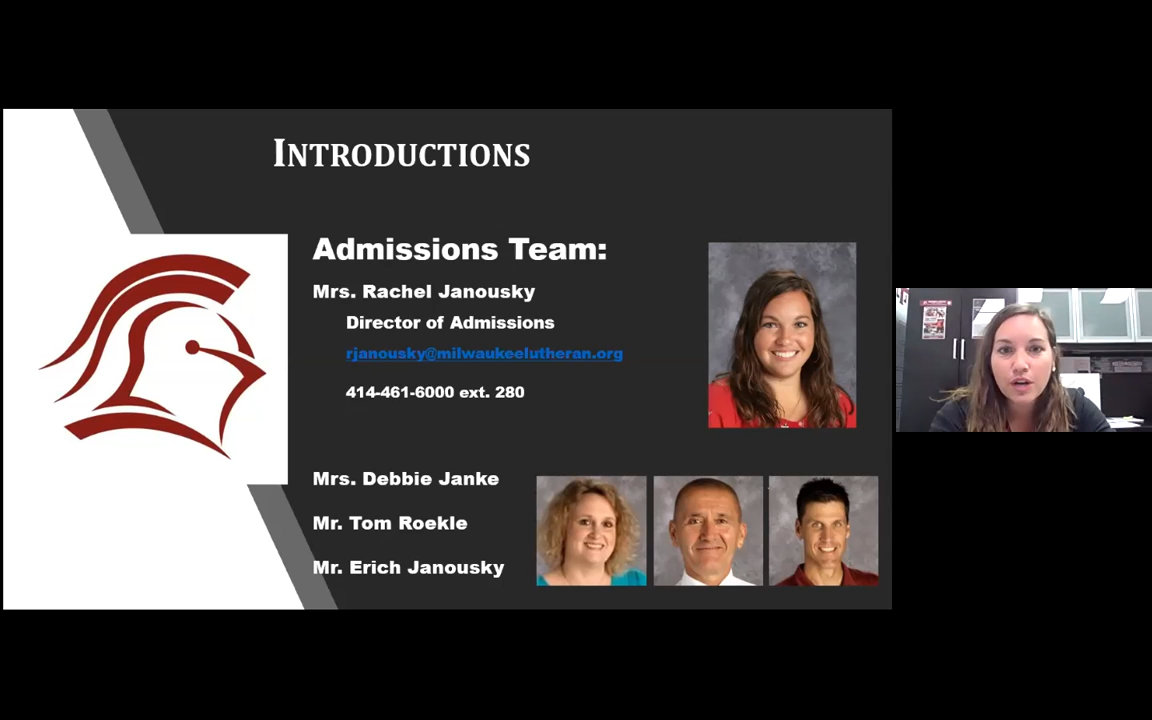 INTRODUCTIONS
Admissions Team:
Mrs. Rachel Janousky
Director of Admissions
rjanousky@milwaukeelutheran.org
414-461-6000 ext. 280
Mrs. Debbie Janke
Mr. Tom Roekle
Mr. Erich Janousky